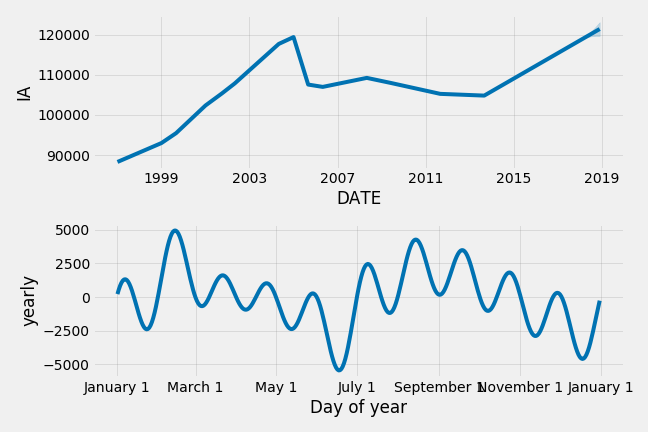 120000
110000
100000
90000
IA
1999 2003 2007 2011 2015 2019
DATE
5000
2500
0
−2500
−5000
yearly
January 1 March 1 May 1 July 1 September 1 November 1 January 1
Day of year